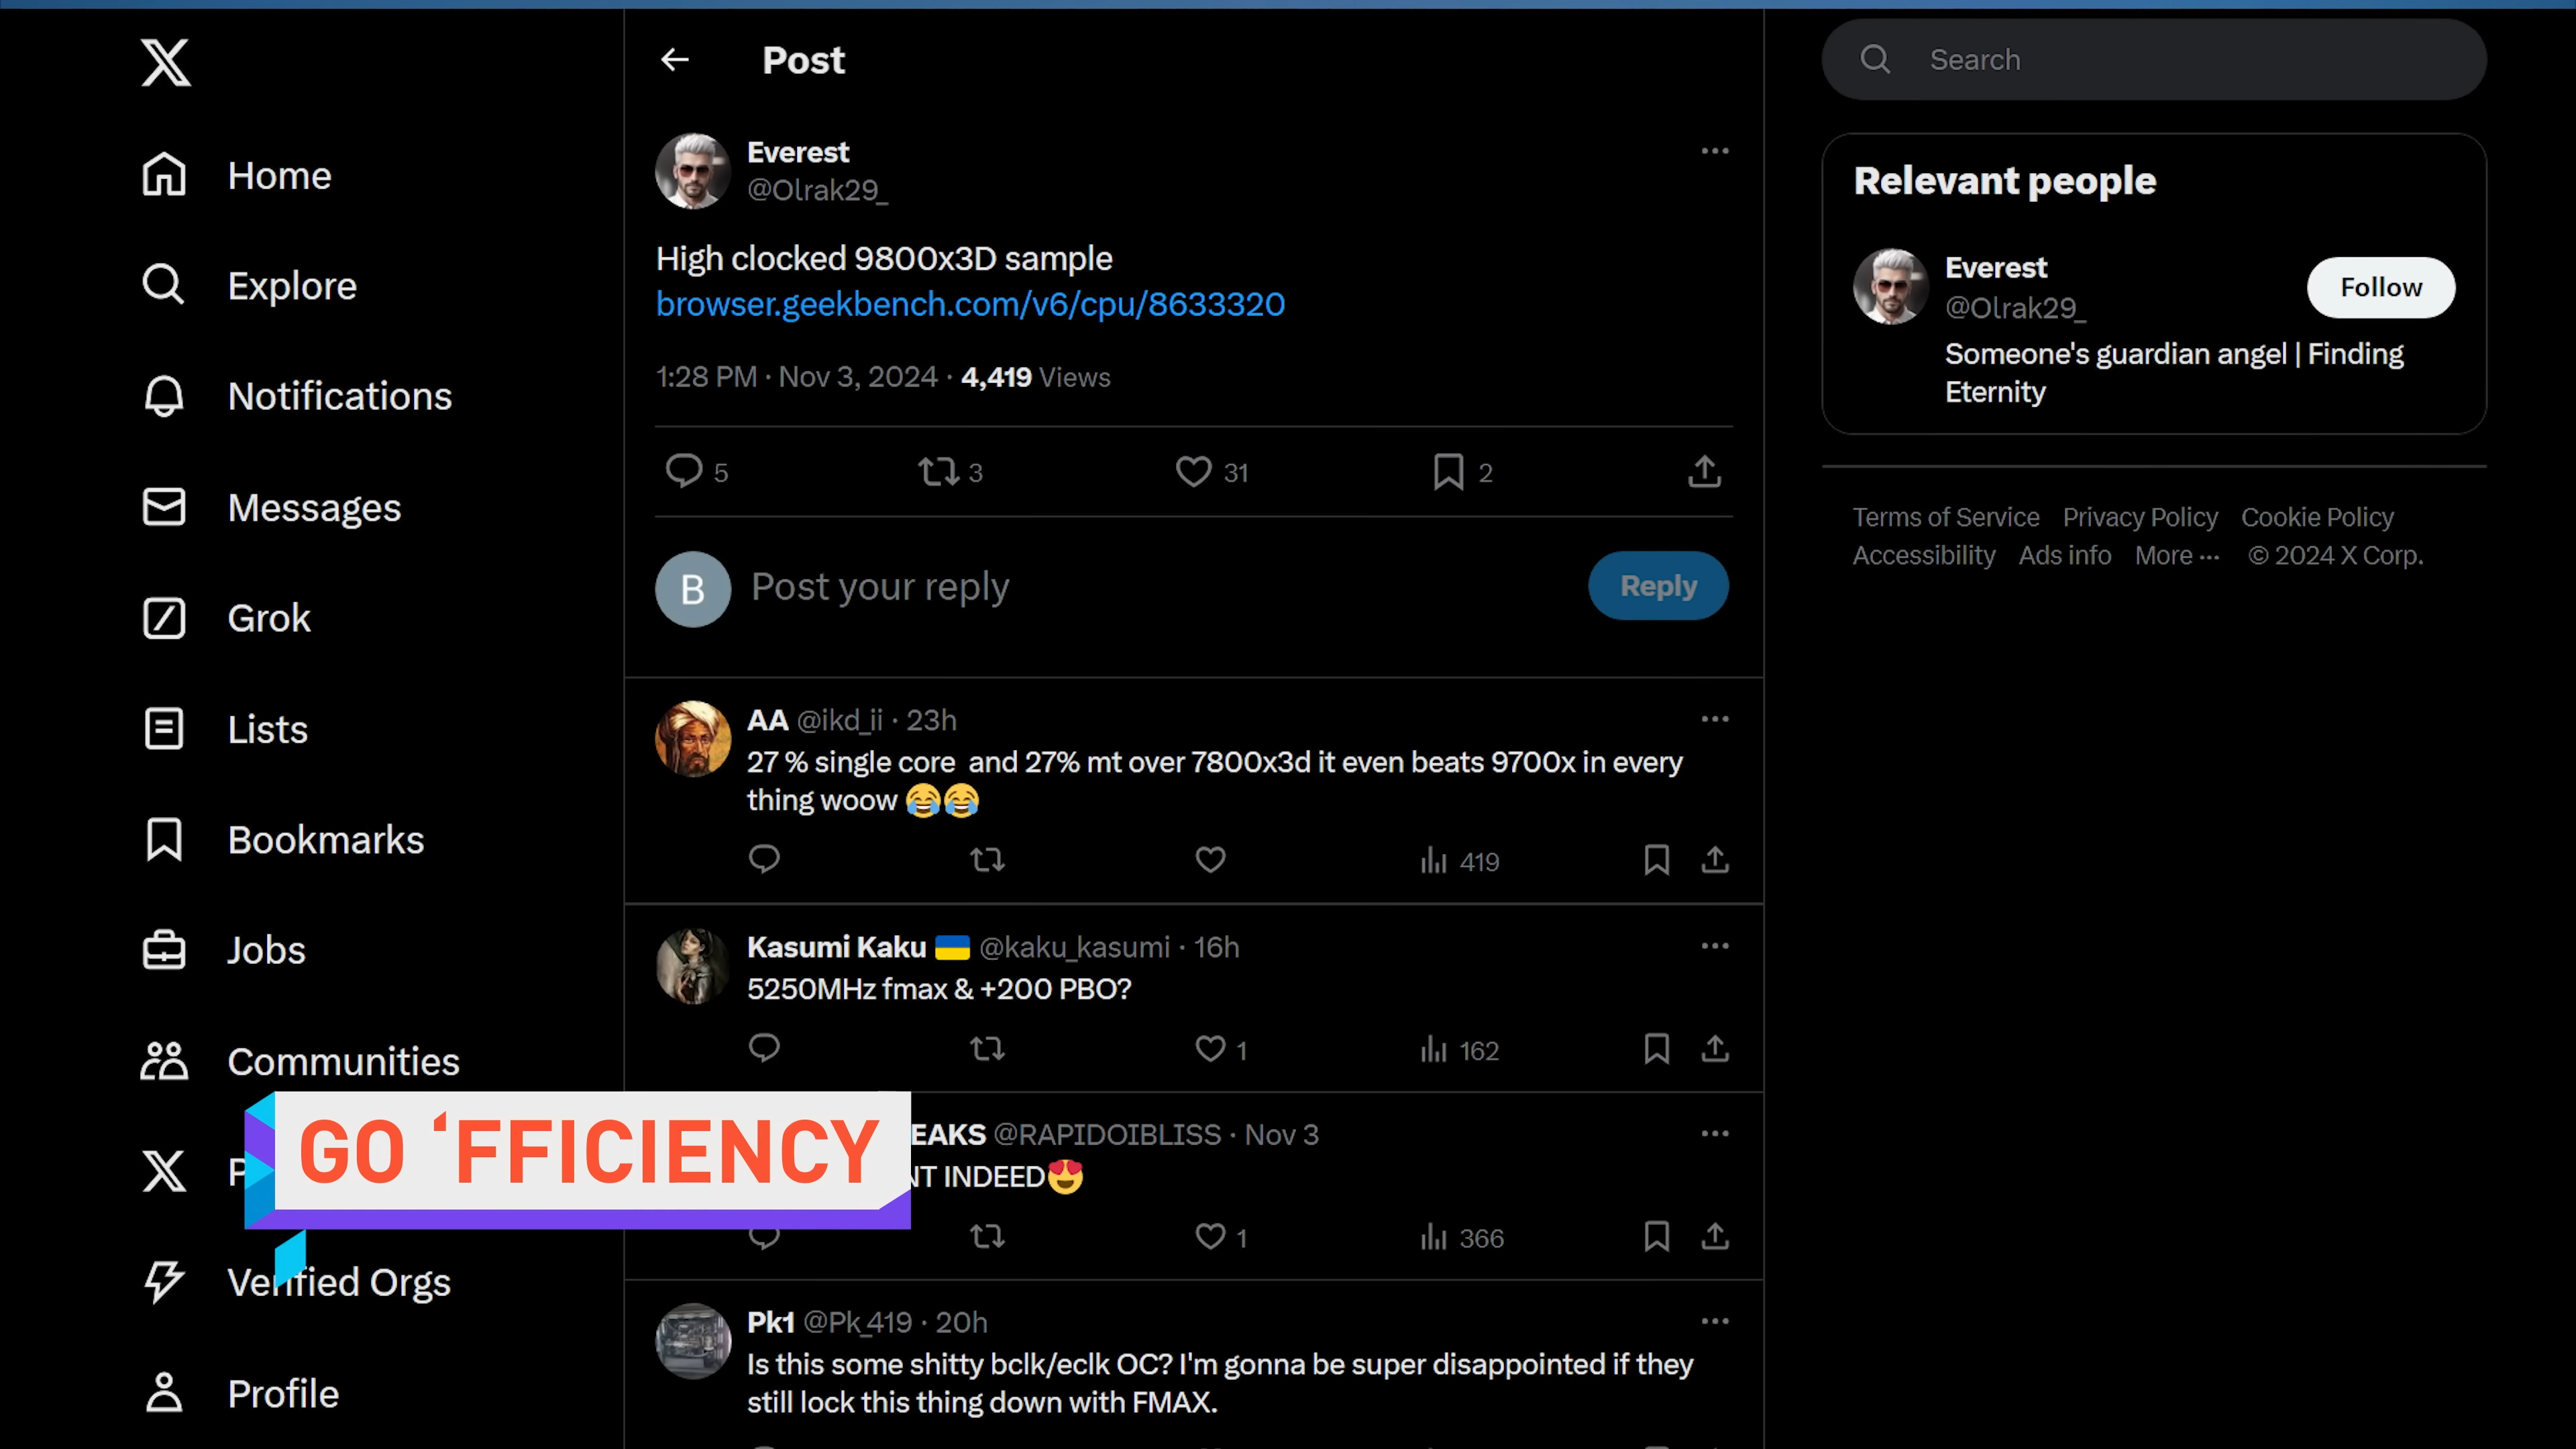 Home
Explore
Notifications
Messages
Grok
Lists
Bookmarks
Jobs
Communities
P
Verified Orgs
Profile
Post
Everest
@Olrak29_
High clocked 9800x3D sample
browser.geekbench.com/v6/cpu/8633320
1:28 PM · Nov 3, 2024 · 4,419 Views
5 3 31 2
B Post your reply Reply
AA @ikd_ii · 23h
27 % single core and 27% mt over 7800x3d it even beats 9700x in every
thing woow 😂😂
419
Kasumi Kaku 🇺🇦 @kaku_kasumi · 16h
5250MHz fmax & +200 PBO?
1 162
EAKS @RAPIDOIBLISS · Nov 3
NT INDEED😍
1 366
Pk1 @Pk_419 · 20h
Is this some shitty bclk/eclk OC? I'm gonna be super disappointed if they
still lock this thing down with FMAX.
GO ‘FFICIENCY
Search
Relevant people
Everest
@Olrak29_
Follow
Someone's guardian angel | Finding
Eternity
Terms of Service Privacy Policy Cookie Policy
Accessibility Ads info More ··· © 2024 X Corp.